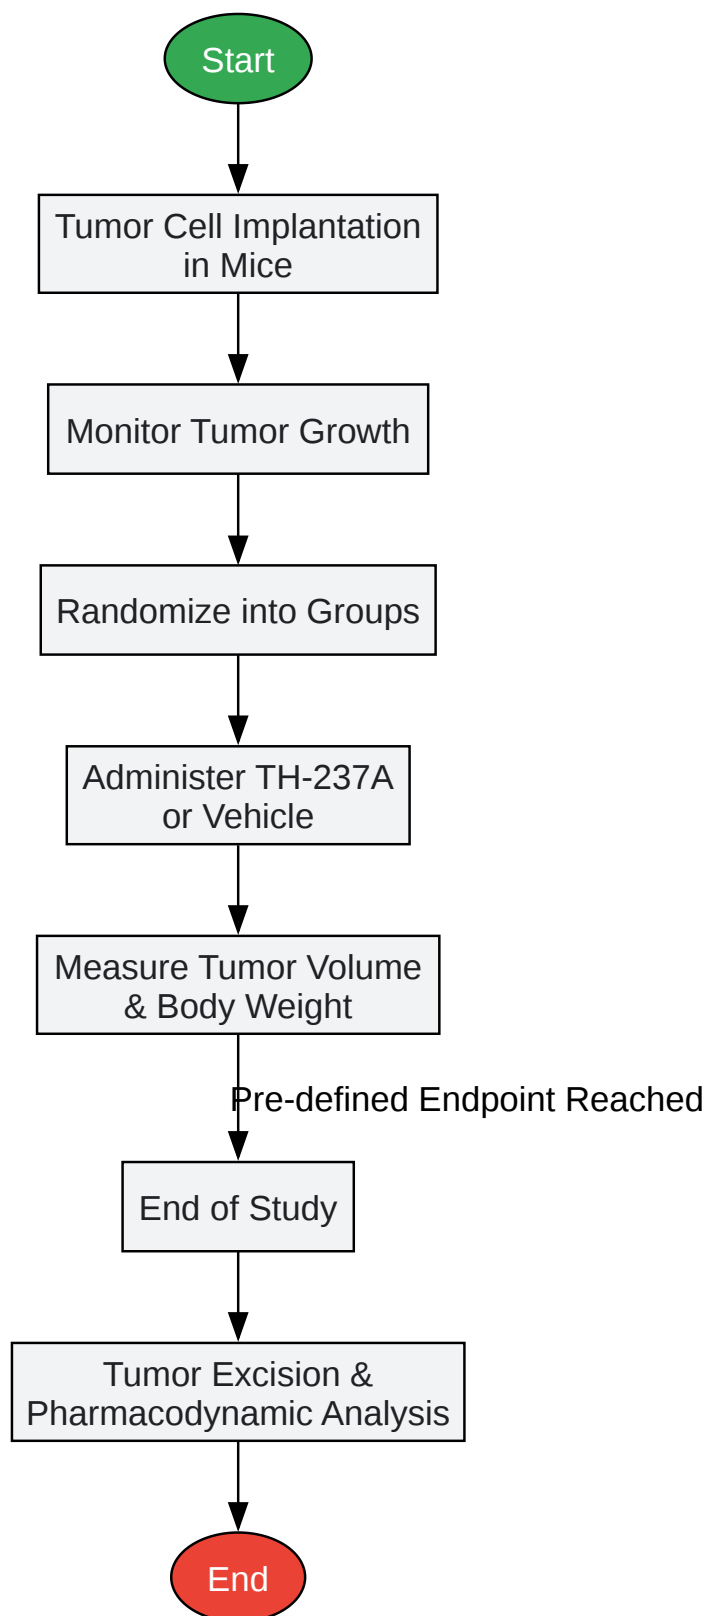 Start
Tumor Cell Implantation
in Mice
Monitor Tumor Growth
Randomize into Groups
Administer TH-237A
or Vehicle
Measure Tumor Volume
& Body Weight
Pre-defined Endpoint Reached
End of Study
Tumor Excision &
Pharmacodynamic Analysis
End